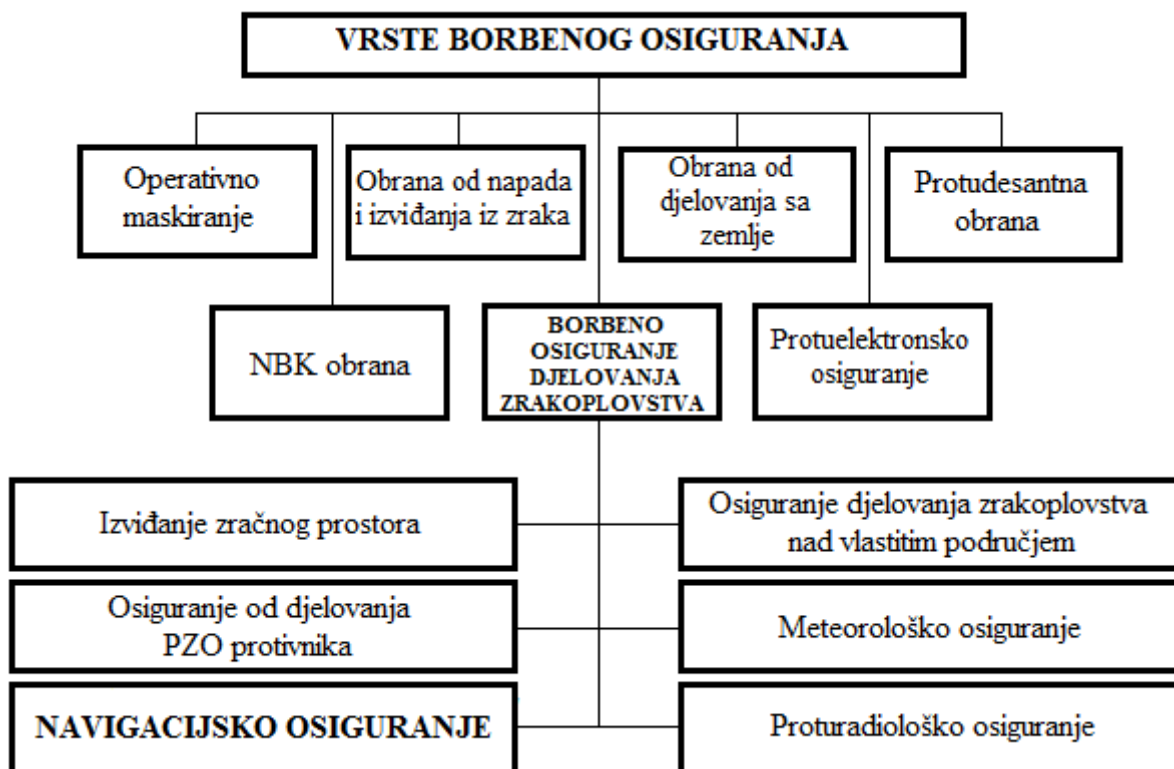 VRSTE BORBENOG OSIGURANJA
Operativno
maskiranje
Obrana od napada
i izviđanja iz zraka
Obrana od
djelovanja sa
zemlje
Protudesantna
obrana
NBK obrana
BORBENO
OSIGURANJE
DJELOVANJA
ZRAKOPLOVSTVA
Protuelektronsko
osiguranje
Izviđanje zračnog prostora
Osiguranje djelovanja zrakoplovstva
nad vlastitim područjem
Osiguranje od djelovanja
PZO protivnika
Meteorološko osiguranje
NAVIGACIJSKO OSIGURANJE
Proturadiološko osiguranje